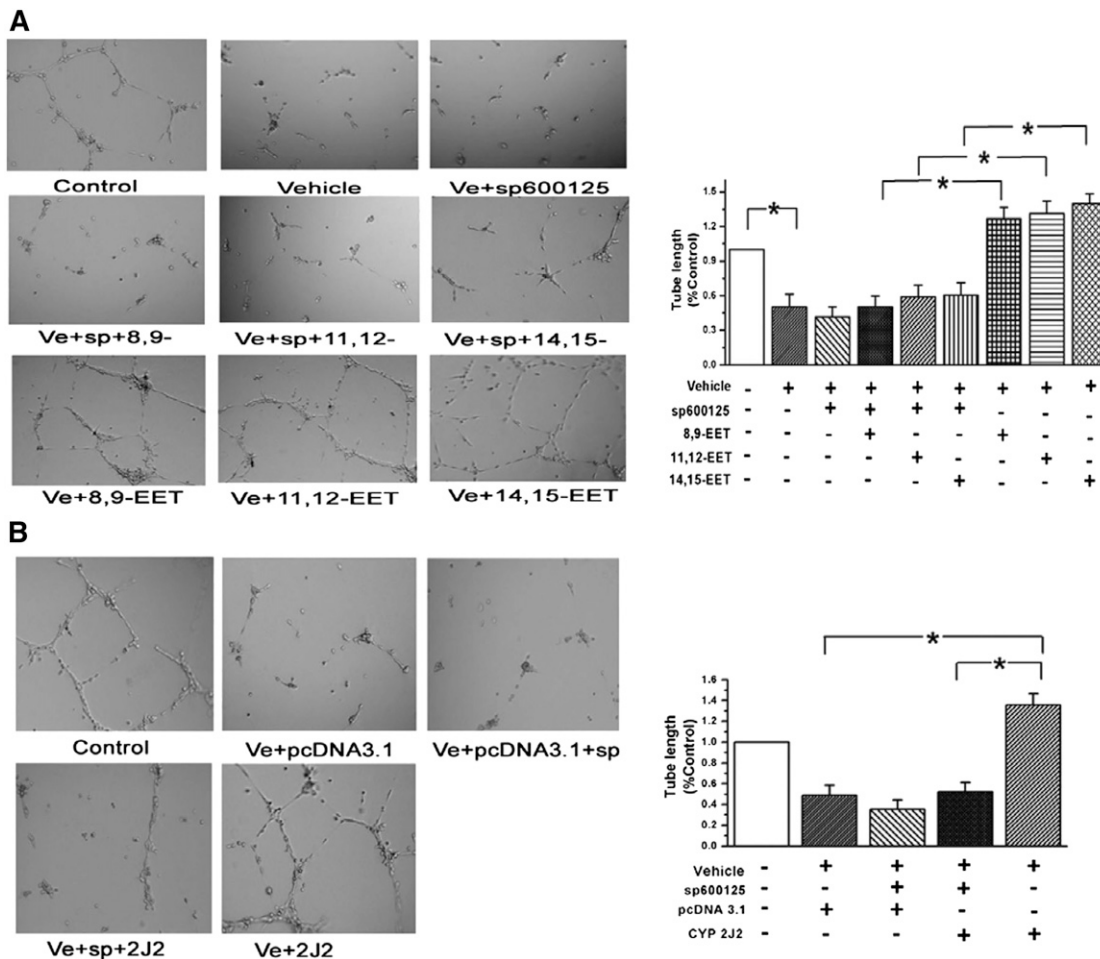 A
Control Vehicle Ve+sp600125
Ve+sp+8,9- Ve+sp+11,12- Ve+sp+14,15-
Ve+8,9-EET Ve+11,12-EET Ve+14,15-EET
Tube length
(%Control)
1.5
1.2
0.9
0.6
0.3
0.0
* * * *
Vehicle - + + + + + + + +
sp600125 - - + + + + - - -
8,9-EET - - - + - - + - -
11,12-EET - - - - + - - + -
14,15-EET - - - - - + - - +
B
Control Ve+pcDNA3.1 Ve+pcDNA3.1+sp
Ve+sp+2J2 Ve+2J2
Tube length
(%Control)
1.6
1.4
1.2
1.0
0.8
0.6
0.4
0.2
0.0
* *
Vehicle - + + + +
sp600125 - - + + -
pcDNA 3.1 - + + - -
CYP 2J2 - - - + +